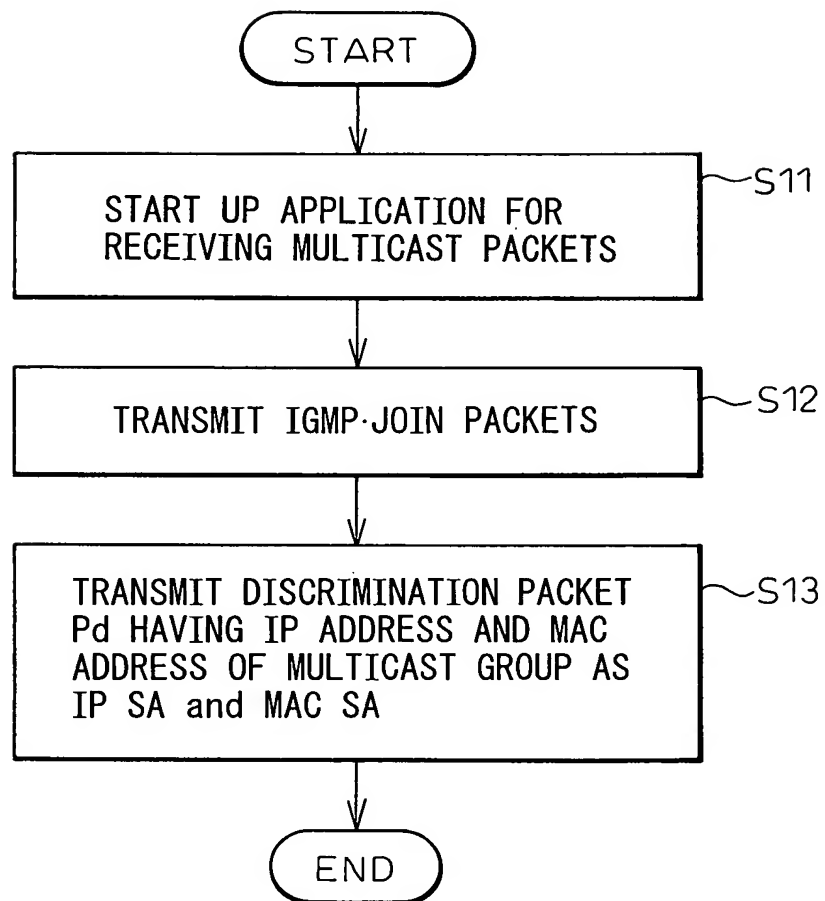 START
START UP APPLICATION FOR
RECEIVING MULTICAST PACKETS
S11
TRANSMIT IGMP·JOIN PACKETS
S12
TRANSMIT DISCRIMINATION PACKET
Pd HAVING IP ADDRESS AND MAC
ADDRESS OF MULTICAST GROUP AS
IP SA and MAC SA
S13
END